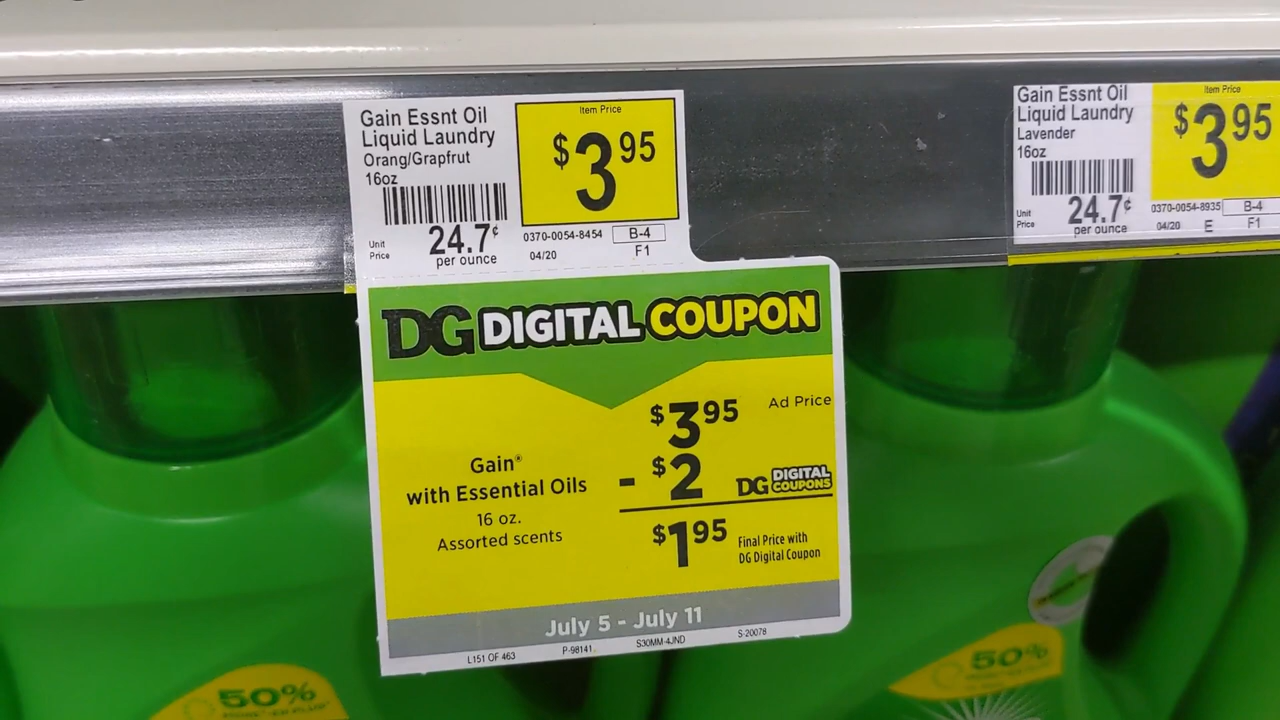 Gain Essnt Oil
Liquid Laundry
Orang/Grapfrut
16oz
Item Price
$3 95
Unit Price
24.7¢
per ounce
0370-0054-8454
B-4
04/20
F1
Gain Essnt Oil
Liquid Laundry
Lavender
16oz
Item Price
$3 95
Unit Price
24.7¢
per ounce
0370-0054-8935
B-4
04/20
E
F1
DG DIGITAL COUPON
$3 95 Ad Price
- $2 DG DIGITAL COUPONS
$1 95 Final Price with
DG Digital Coupon
Gain®
with Essential Oils
16 oz.
Assorted scents
July 5 - July 11
L151 OF 463
P-98141
S30MM-4JND
S-20078
50%
50%